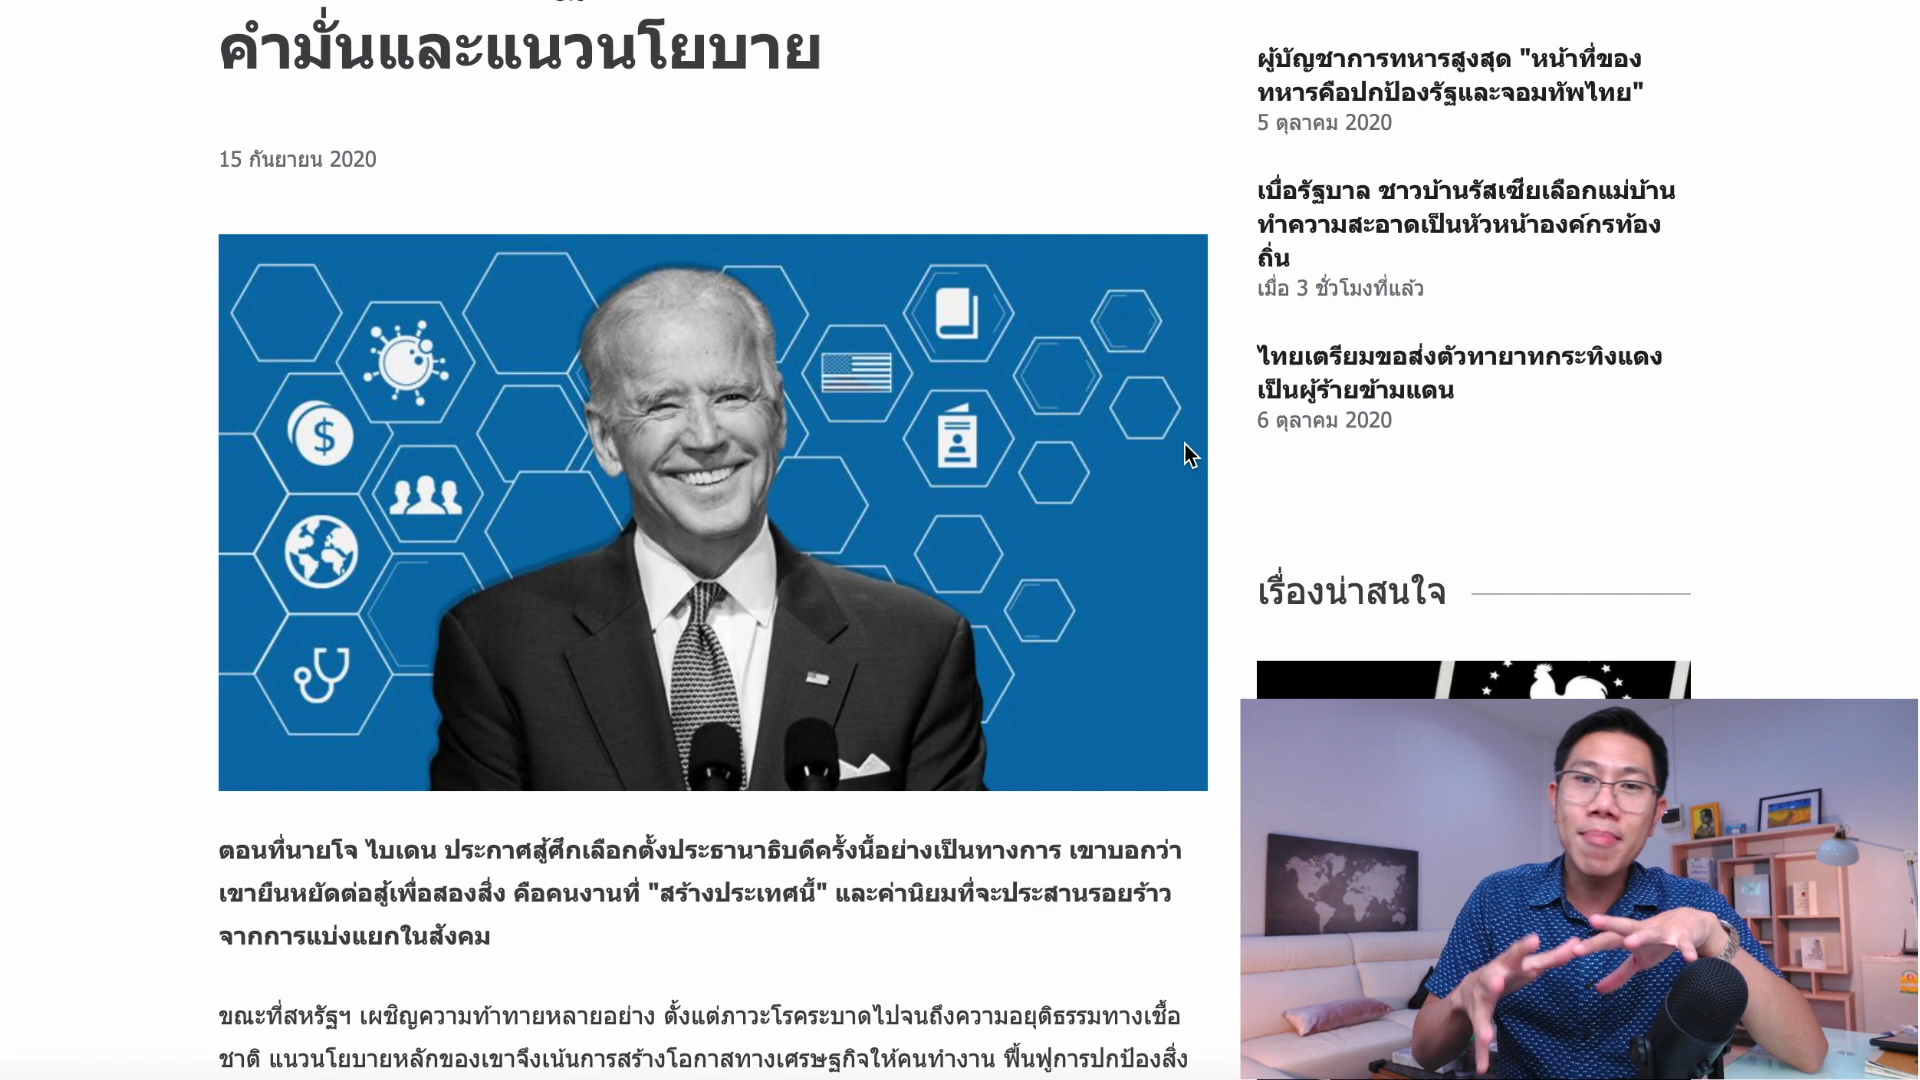 คำมั่นและแนวนโยบาย
15 กันยายน 2020
$
ตอนที่นายโจ ไบเดน ประกาศสู้ศึกเลือกตั้งประธานาธิบดีครั้งนี้อย่างเป็นทางการ เขาบอกว่า
เขายืนหยัดต่อสู้เพื่อสองสิ่ง คือคนงานที่ "สร้างประเทศนี้" และค่านิยมที่จะประสานรอยร้าว
จากการแบ่งแยกในสังคม
ขณะที่สหรัฐฯ เผชิญความท้าทายหลายอย่าง ตั้งแต่ภาวะโรคระบาดไปจนถึงความอยุติธรรมทางเชื้อ
ชาติ แนวนโยบายหลักของเขาจึงเน้นการสร้างโอกาสทางเศรษฐกิจให้คนทำงาน ฟื้นฟูการปกป้องสิ่ง
ผู้บัญชาการทหารสูงสุด "หน้าที่ของ
ทหารคือปกป้องรัฐและจอมทัพไทย"
5 ตุลาคม 2020
เบื่อรัฐบาล ชาวบ้านรัสเซียเลือกแม่บ้าน
ทำความสะอาดเป็นหัวหน้าองค์กรท้อง
ถิ่น
เมื่อ 3 ชั่วโมงที่แล้ว
ไทยเตรียมขอส่งตัวทายาทกระทิงแดง
เป็นผู้ร้ายข้ามแดน
6 ตุลาคม 2020
เรื่องน่าสนใจ